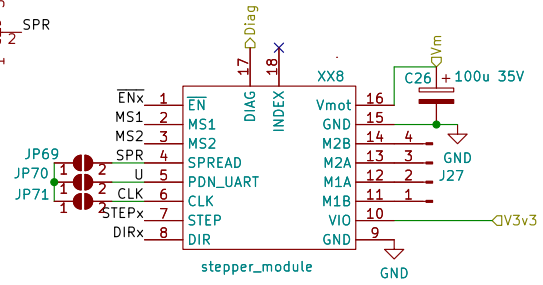 SPR
2
1
Diag
Vm
17
18
XX8
C26
+
100u 35V
ENx
1
EN
DIAG
INDEX
Vmot
16
MS1
2
MS1
GND
15
MS2
3
MS2
M2B
14
4
GND
JP69
1
2
SPR
4
SPREAD
M2A
13
3
JP70
1
2
U
5
PDN_UART
M1A
12
2
J27
JP71
1
2
CLK
6
CLK
M1B
11
1
STEPx
7
STEP
VIO
10
V3v3
DIRx
8
DIR
GND
9
stepper_module
GND